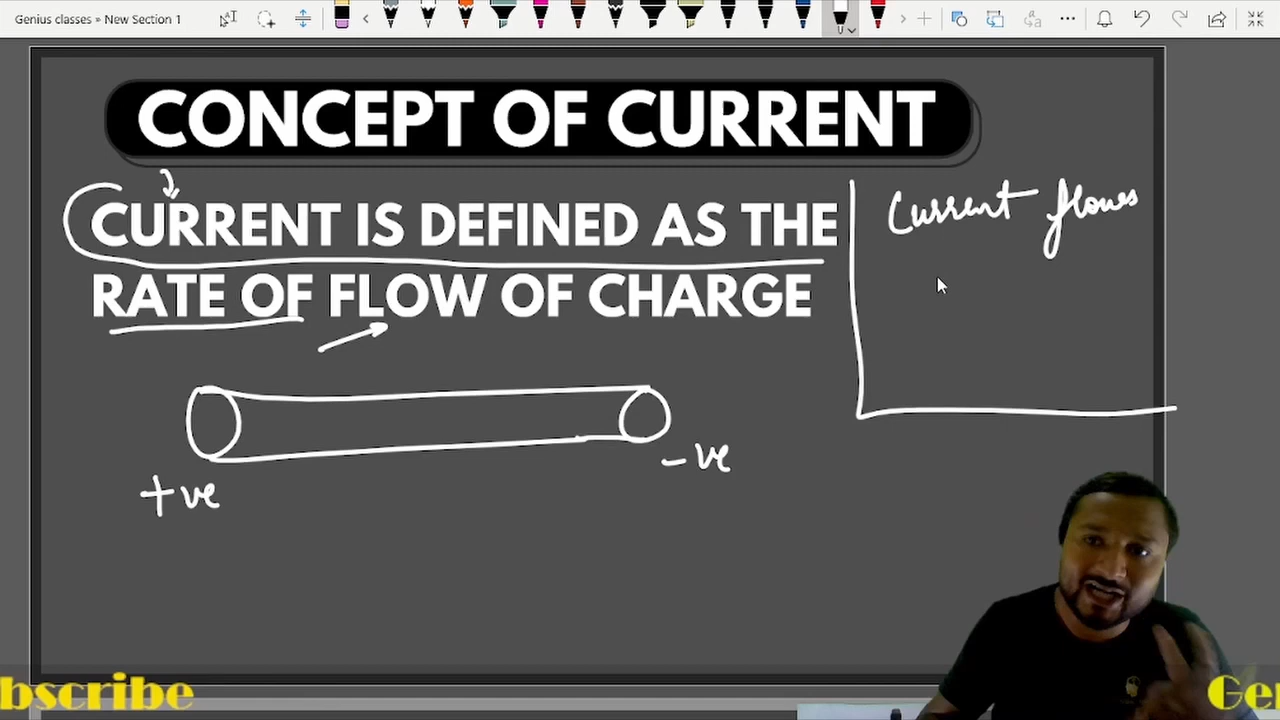 Genius classes » New Section 1
CONCEPT OF CURRENT
CURRENT IS DEFINED AS THE
RATE OF FLOW OF CHARGE
Current flows
+ve
-ve
bscribe
Gen